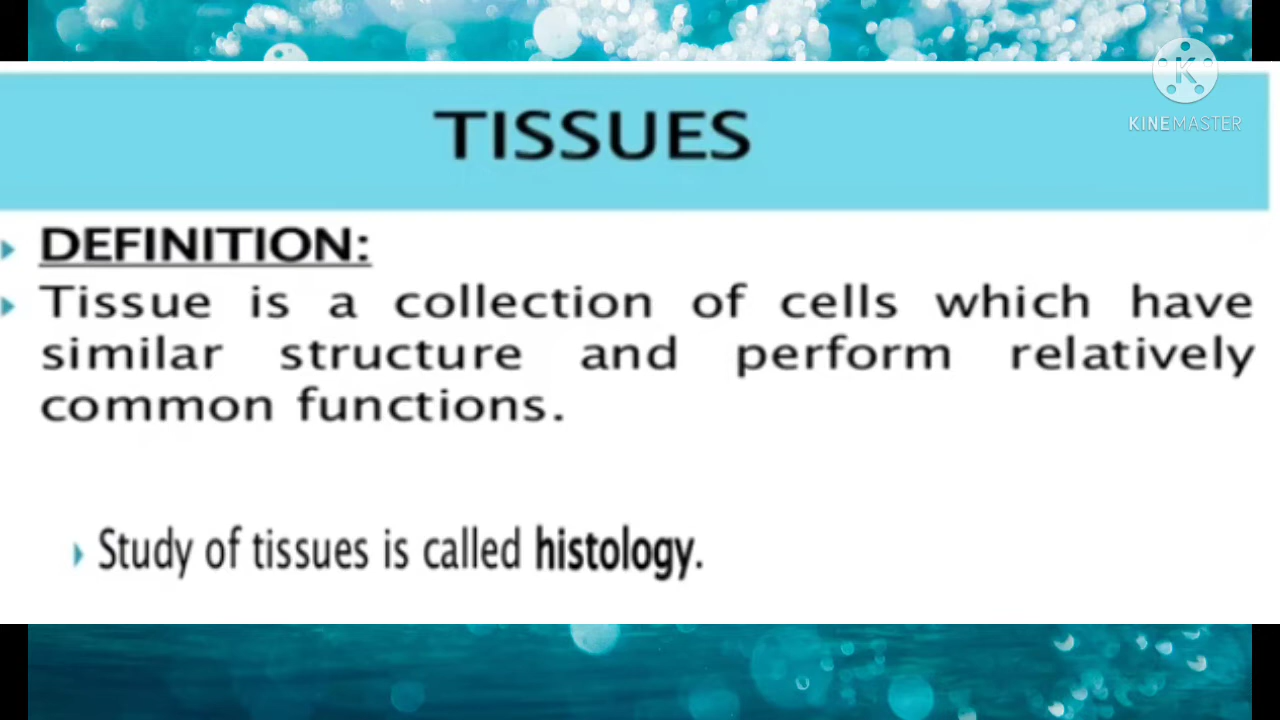 K
KINEMASTER
TISSUES
DEFINITION:
Tissue is a collection of cells which have
similar structure and perform relatively
common functions.
Study of tissues is called histology.